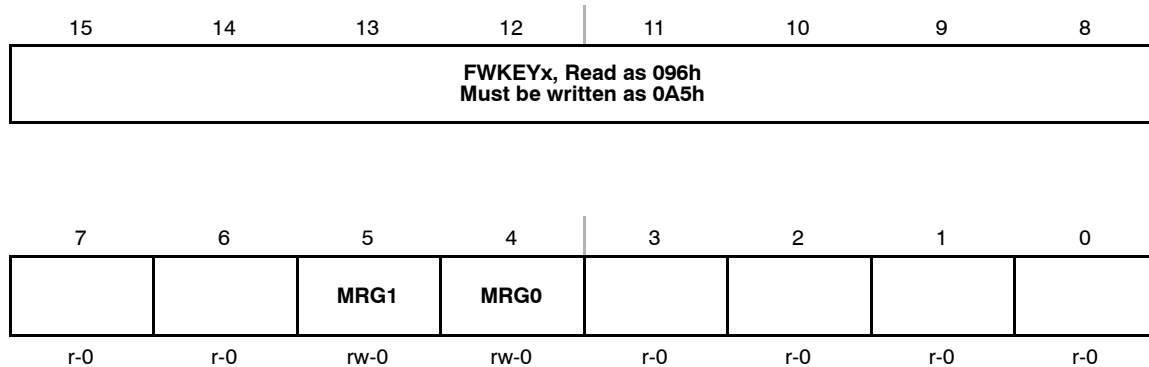 15 14 13 12 11 10 9 8
FWKEYx, Read as 096h
Must be written as 0A5h
7 6 5 4 3 2 1 0
MRG1 MRG0
r-0 r-0 rw-0 rw-0 r-0 r-0 r-0 r-0